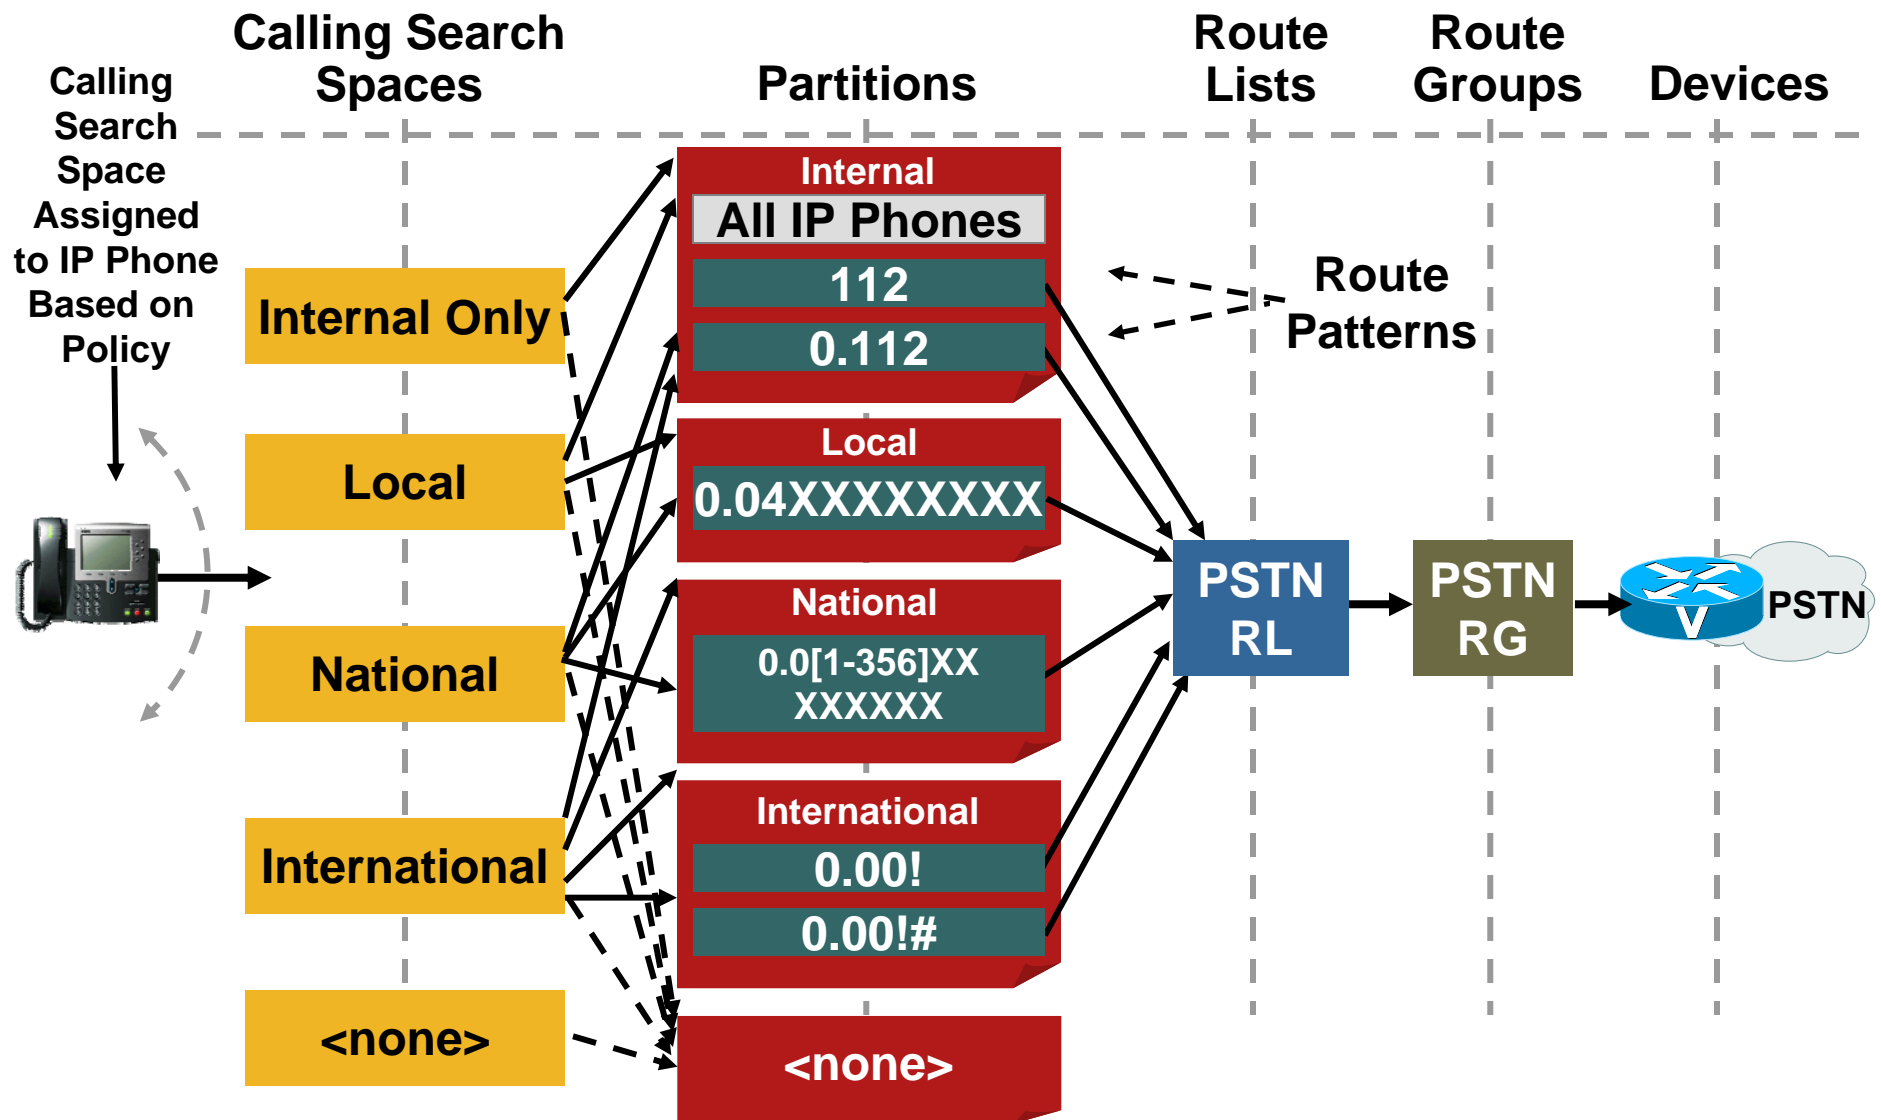 Calling Search
Spaces
Partitions
Route
Lists
Route
Groups
Devices
Calling
Search
Space
Assigned
to IP Phone
Based on
Policy
Internal Only
Local
National
International
<none>
Internal
All IP Phones
112
0.112
Local
0.04XXXXXXXX
National
0.0[1-356]XX
XXXXXX
International
0.00!
0.00!#
<none>
Route
Patterns
PSTN
RL
PSTN
RG
V
PSTN